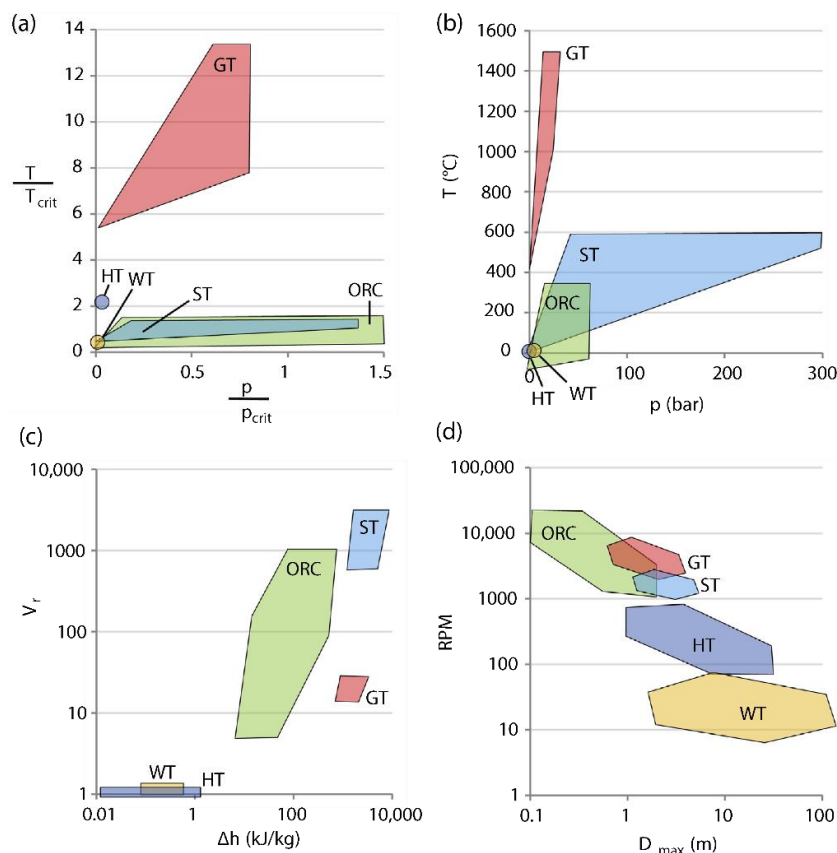 (a)
14
12
10
8
6
4
2
0
T
T crit
GT
HT
WT
ST
ORC
0
0.5
1
1.5
p
p crit
(b)
1600
1400
1200
1000
800
600
400
200
0
T (°C)
GT
ST
ORC
HT
WT
0
100
200
300
p (bar)
(c)
10,000
1000
100
10
1
V r
ST
ORC
GT
WT
HT
0.01
1
100
10,000
Δh (kJ/kg)
(d)
100,000
10,000
1000
100
10
1
RPM
ORC
GT
ST
HT
WT
0.1
1
10
100
D max (m)